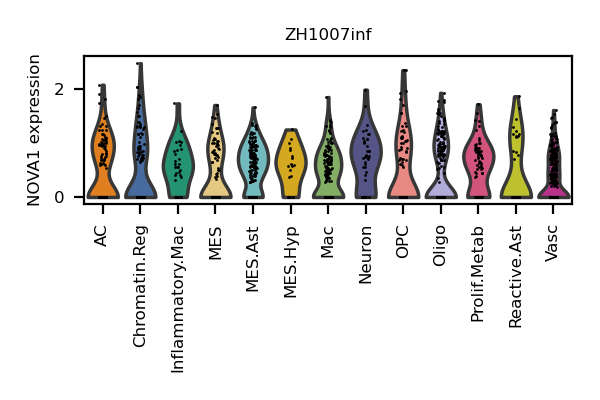 ZH1007inf
NOVA1 expression
2
0
AC
Chromatin.Reg
Inflammatory.Mac
MES
MES.Ast
MES.Hyp
Mac
Neuron
OPC
Oligo
Prolif.Metab
Reactive.Ast
Vasc